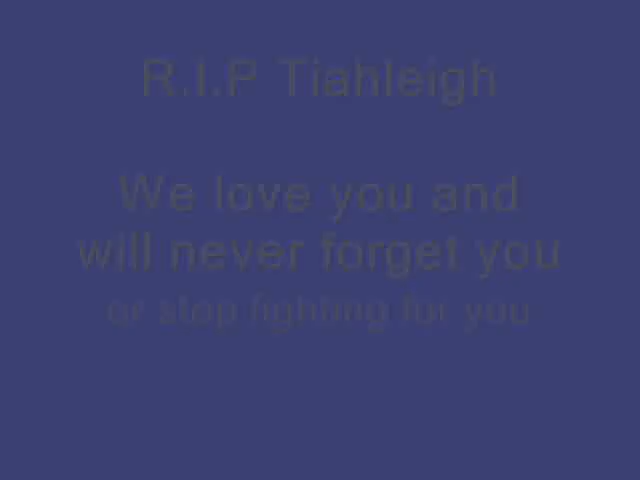 R.I.P Tiahleigh
We love you and
will never forget you
or stop fighting for you